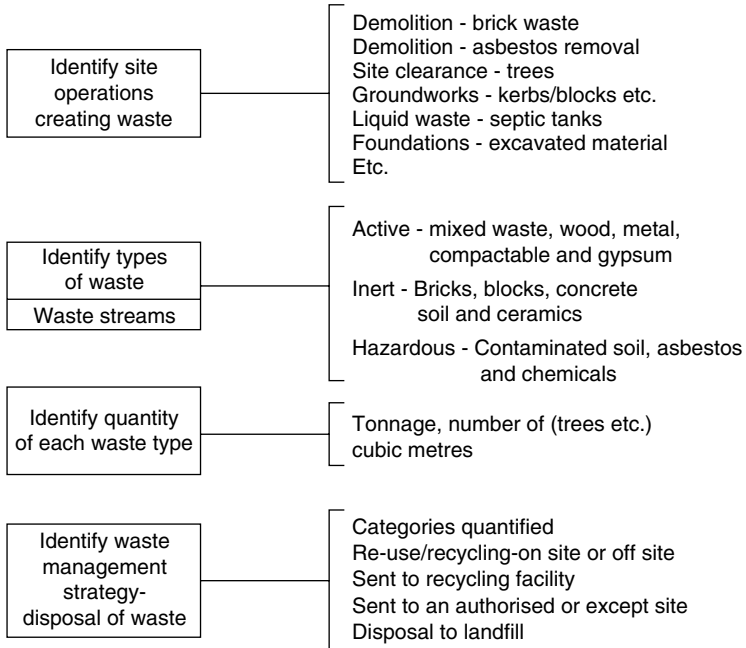 Identify site
operations
creating waste
Demolition - brick waste
Demolition - asbestos removal
Site clearance - trees
Groundworks - kerbs/blocks etc.
Liquid waste - septic tanks
Foundations - excavated material
Etc.
Identify types
of waste
Waste streams
Active - mixed waste, wood, metal,
compactable and gypsum
Inert - Bricks, blocks, concrete
soil and ceramics
Hazardous - Contaminated soil, asbestos
and chemicals
Identify quantity
of each waste type
Tonnage, number of (trees etc.)
cubic metres
Identify waste
management
strategy-
disposal of waste
Categories quantified
Re-use/recycling-on site or off site
Sent to recycling facility
Sent to an authorised or except site
Disposal to landfill